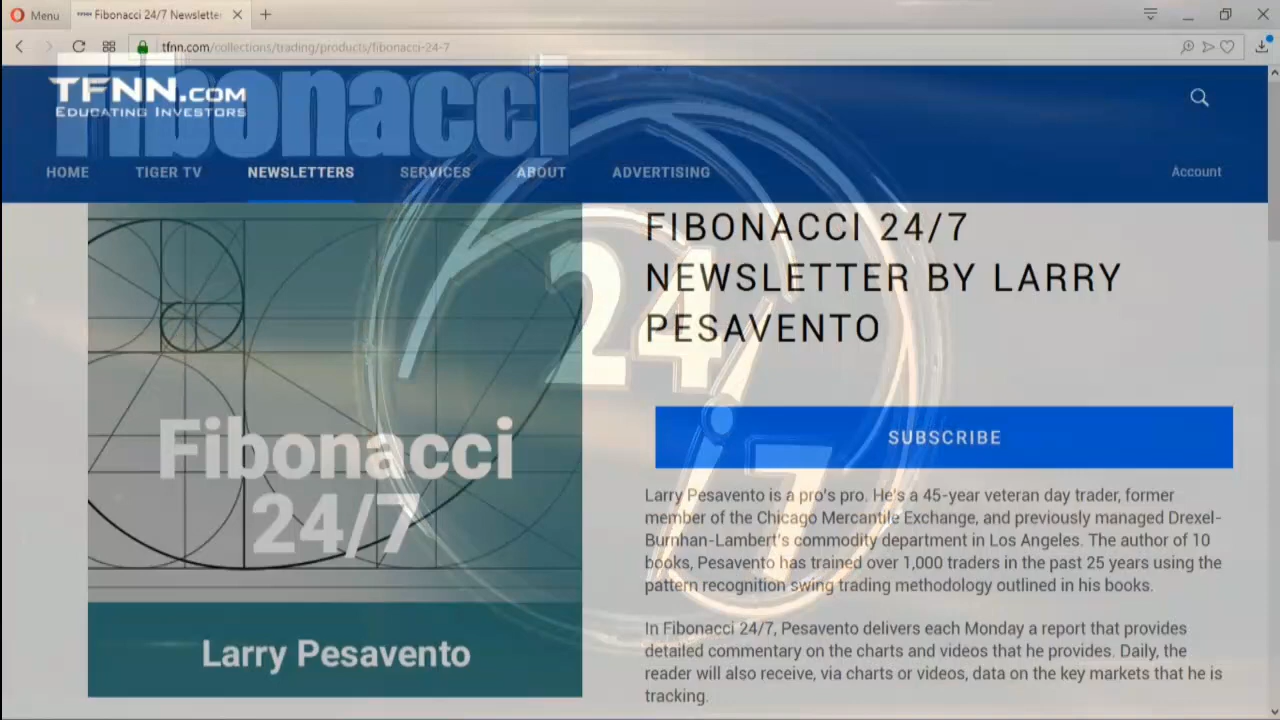 Menu
Fibonacci 24/7 Newslette
tfnn.com/collections/trading/products/fibonacci-24-7
Fibonacci
TFNN.COM
EDUCATING INVESTORS
HOME TIGER TV NEWSLETTERS SERVICES ABOUT ADVERTISING Account
24
7
Fibonacci
24/7
Larry Pesavento
FIBONACCI 24/7
NEWSLETTER BY LARRY
PESAVENTO
SUBSCRIBE
Larry Pesavento is a pro's pro. He's a 45-year veteran day trader, former
member of the Chicago Mercantile Exchange, and previously managed Drexel-
Burnhan-Lambert's commodity department in Los Angeles. The author of 10
books, Pesavento has trained over 1,000 traders in the past 25 years using the
pattern recognition swing trading methodology outlined in his books.
In Fibonacci 24/7, Pesavento delivers each Monday a report that provides
detailed commentary on the charts and videos that he provides. Daily, the
reader will also receive, via charts or videos, data on the key markets that he is
tracking.